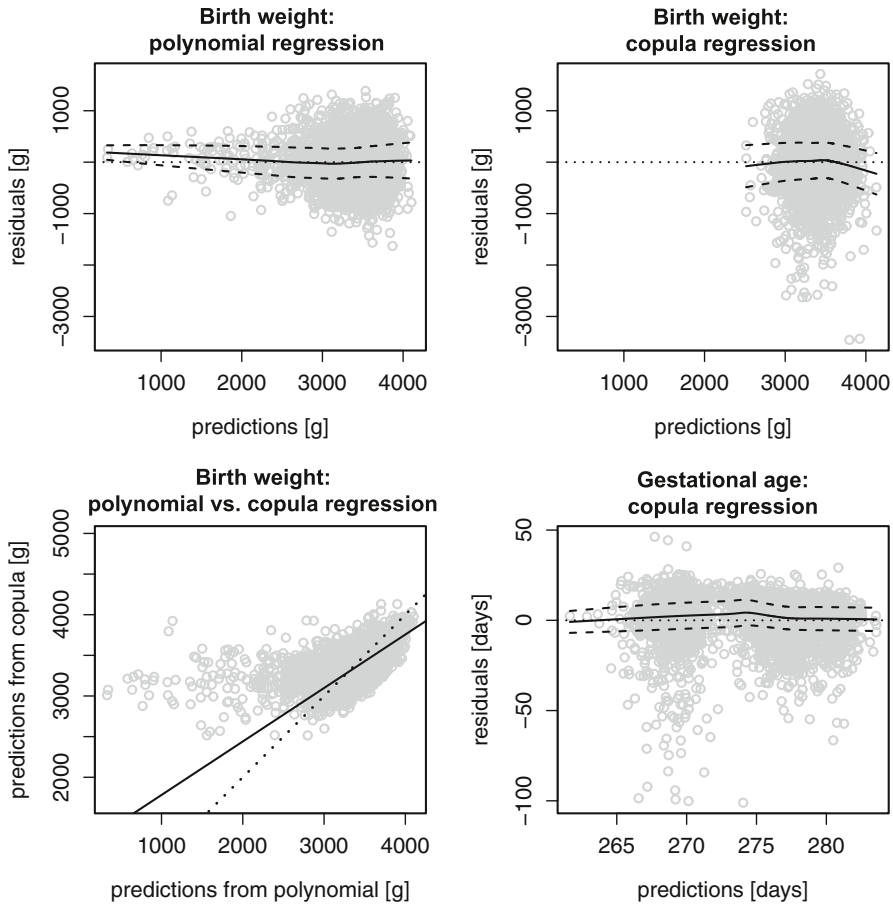 Birth weight:
polynomial regression
residuals [g]
1000
−1000
−3000
1000 2000 3000 4000
predictions [g]
Birth weight:
copula regression
residuals [g]
1000
−1000
−3000
1000 2000 3000 4000
predictions [g]
Birth weight:
polynomial vs. copula regression
predictions from copula [g]
5000
4000
3000
2000
1000 2000 3000 4000
predictions from polynomial [g]
Gestational age:
copula regression
residuals [days]
50
0
−50
−100
265 270 275 280
predictions [days]